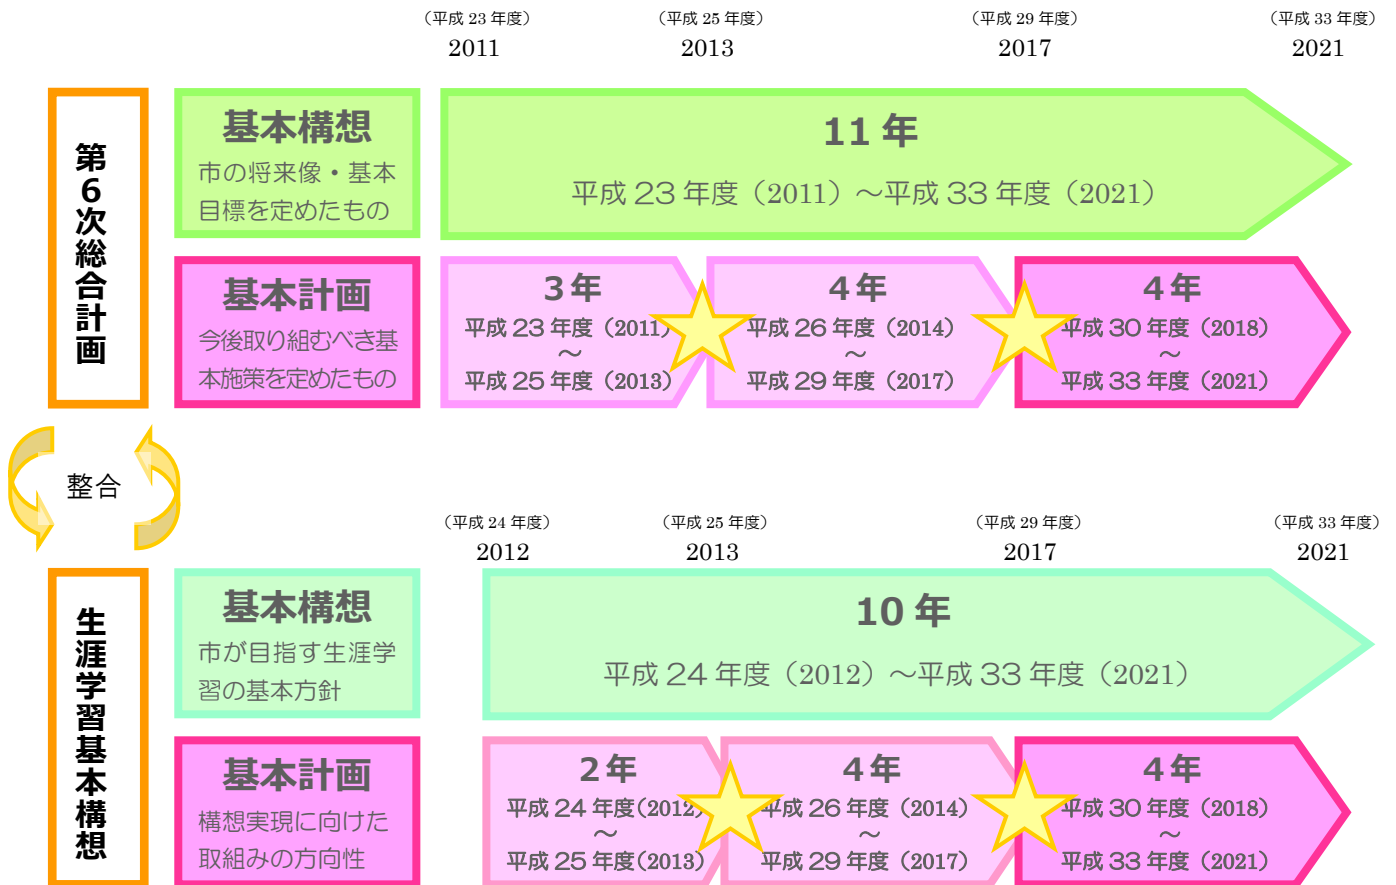 （平成 23 年度）
2011
（平成 25 年度）
2013
（平成 29 年度）
2017
（平成 33 年度）
2021
第６次総合計画
基本構想
市の将来像・基本
目標を定めたもの
11 年
平成 23 年度（2011）～平成 33 年度（2021）
基本計画
今後取り組むべき基
本施策を定めたもの
3 年
平成 23 年度（2011）
～
平成 25 年度（2013）
4 年
平成 26 年度（2014）
～
平成 29 年度（2017）
4 年
平成 30 年度（2018）
～
平成 33 年度（2021）
整合
（平成 24 年度）
2012
（平成 25 年度）
2013
（平成 29 年度）
2017
（平成 33 年度）
2021
生涯学習基本構想
基本構想
市が目指す生涯学
習の基本方針
10 年
平成 24 年度（2012）～平成 33 年度（2021）
基本計画
構想実現に向けた
取組みの方向性
2 年
平成 24 年度（2012）
～
平成 25 年度（2013）
4 年
平成 26 年度（2014）
～
平成 29 年度（2017）
4 年
平成 30 年度（2018）
～
平成 33 年度（2021）